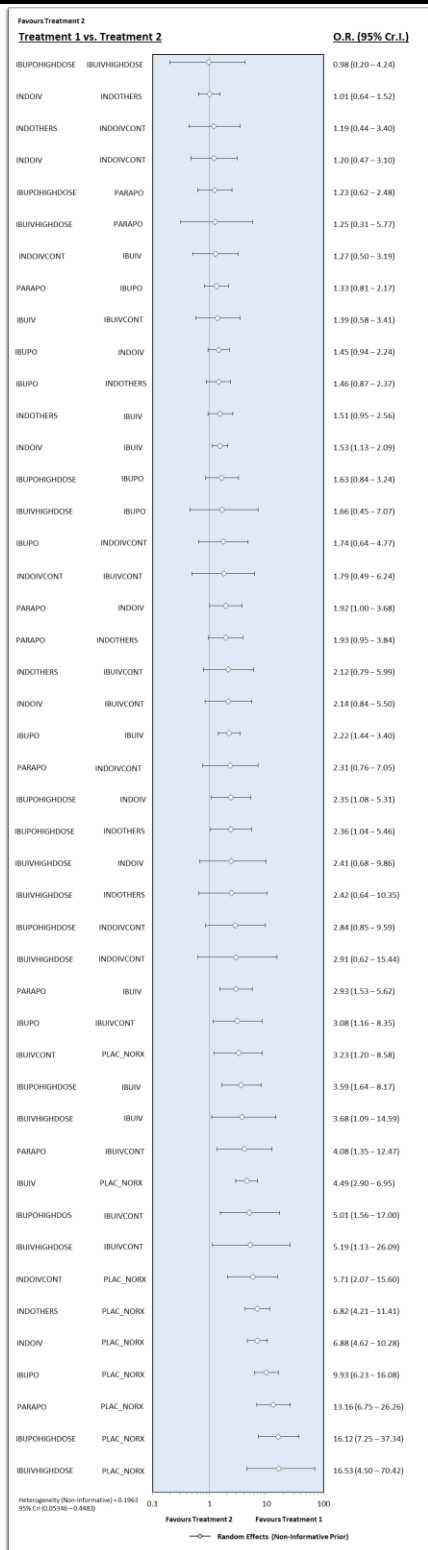 Favours Treatment 2
Treatment 1 vs. Treatment 2 O.R. (95% Cr.I.)
IBUPOHIGHDOSE IBUIVHIGHDOSE 0.98 (0.20 – 4.24)
INDOIV INDOTHERS 1.01 (0.64 – 1.52)
INDOTHERS INDOIVCONT 1.19 (0.44 – 3.40)
INDOIV INDOIVCONT 1.20 (0.47 – 3.10)
IBUPOHIGHDOSE PARAPO 1.23 (0.62 – 2.48)
IBUIVHIGHDOSE PARAPO 1.25 (0.31 – 5.77)
INDOIVCONT IBUIV 1.27 (0.50 – 3.19)
PARAPO IBUPO 1.33 (0.81 – 2.17)
IBUIV IBUIVCONT 1.39 (0.58 – 3.41)
IBUPO INDOIV 1.45 (0.94 – 2.24)
IBUPO INDOTHERS 1.46 (0.87 – 2.37)
INDOTHERS IBUIV 1.51 (0.95 – 2.56)
INDOIV IBUIV 1.53 (1.13 – 2.09)
IBUPOHIGHDOSE IBUPO 1.63 (0.84 – 3.24)
IBUIVHIGHDOSE IBUPO 1.66 (0.45 – 7.07)
IBUPO INDOIVCONT 1.74 (0.64 – 4.77)
INDOIVCONT IBUIVCONT 1.79 (0.49 – 6.24)
PARAPO INDOIV 1.92 (1.00 – 3.68)
PARAPO INDOTHERS 1.93 (0.95 – 3.84)
INDOTHERS IBUIVCONT 2.12 (0.79 – 5.99)
INDOIV IBUIVCONT 2.14 (0.84 – 5.50)
IBUPO IBUIV 2.22 (1.44 – 3.40)
PARAPO INDOIVCONT 2.31 (0.76 – 7.05)
IBUPOHIGHDOSE INDOIV 2.35 (1.08 – 5.31)
IBUPOHIGHDOSE INDOTHERS 2.36 (1.04 – 5.46)
IBUIVHIGHDOSE INDOIV 2.41 (0.68 – 9.86)
IBUIVHIGHDOSE INDOTHERS 2.42 (0.64 – 10.35)
IBUPOHIGHDOSE INDOIVCONT 2.84 (0.85 – 9.59)
IBUIVHIGHDOSE INDOIVCONT 2.91 (0.62 – 15.44)
PARAPO IBUIV 2.93 (1.53 – 5.62)
IBUPO IBUIVCONT 3.08 (1.16 – 8.35)
IBUIVCONT PLAC_NORX 3.23 (1.20 – 8.58)
IBUPOHIGHDOSE IBUIV 3.59 (1.64 – 8.17)
IBUIVHIGHDOSE IBUIV 3.68 (1.09 – 14.59)
PARAPO IBUIVCONT 4.08 (1.35 – 12.47)
IBUIV PLAC_NORX 4.49 (2.90 – 6.95)
IBUPOHIGHDOS IBUIVCONT 5.01 (1.56 – 17.00)
IBUIVHIGHDOSE IBUIVCONT 5.19 (1.13 – 26.09)
INDOIVCONT PLAC_NORX 5.71 (2.07 – 15.60)
INDOTHERS PLAC_NORX 6.82 (4.21 – 11.41)
INDOIV PLAC_NORX 6.88 (4.62 – 10.28)
IBUPO PLAC_NORX 9.93 (6.23 – 16.08)
PARAPO PLAC_NORX 13.16 (6.75 – 26.26)
IBUPOHIGHDOSE PLAC_NORX 16.12 (7.25 – 37.34)
IBUIVHIGHDOSE PLAC_NORX 16.53 (4.50 – 70.42)
Heterogeneity (Non-Informative) = 0.1963
95% CrI (0.05346 – 0.4483)
0.1 1 10 100
Favours Treatment 2 Favours Treatment 1
Random Effects (Non-Informative Prior)